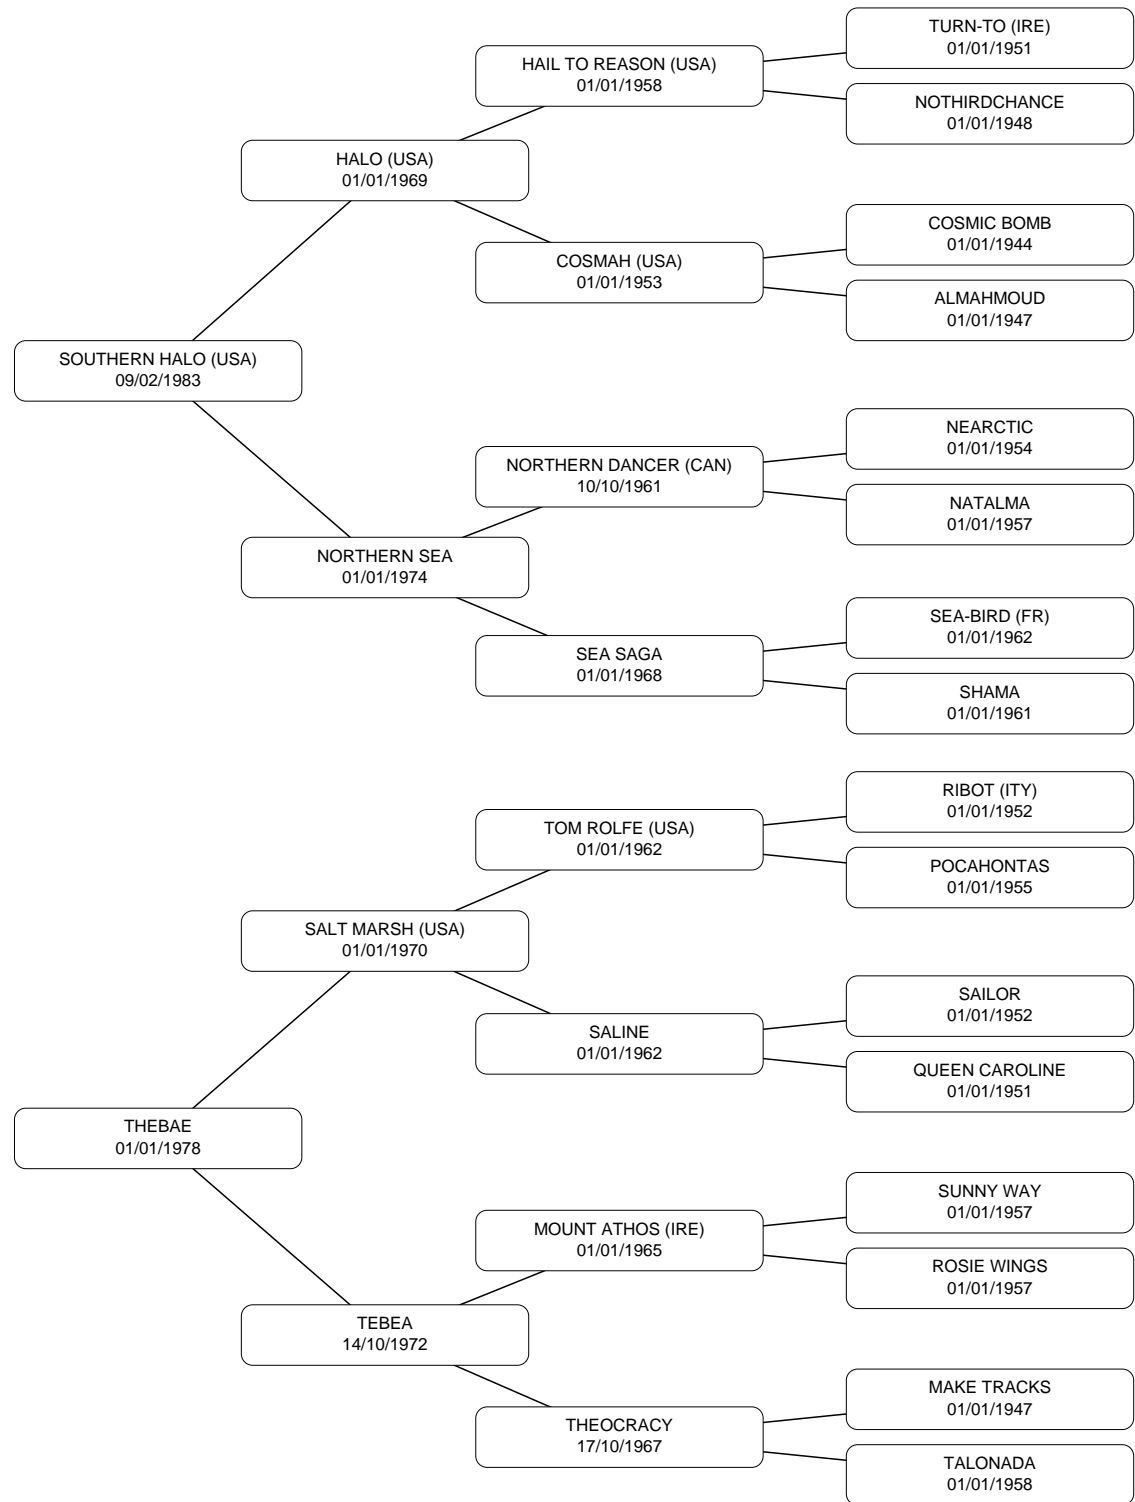 TURN-TO (IRE)
01/01/1951
HAIL TO REASON (USA)
01/01/1958
NOTHIRDCHANCE
01/01/1948
HALO (USA)
01/01/1969
COSMIC BOMB
01/01/1944
COSMAH (USA)
01/01/1953
ALMAHMOUD
01/01/1947
SOUTHERN HALO (USA)
09/02/1983
NEARCTIC
01/01/1954
NORTHERN DANCER (CAN)
10/10/1961
NATALMA
01/01/1957
NORTHERN SEA
01/01/1974
SEA-BIRD (FR)
01/01/1962
SEA SAGA
01/01/1968
SHAMA
01/01/1961
RIBOT (ITY)
01/01/1952
TOM ROLFE (USA)
01/01/1962
POCAHONTAS
01/01/1955
SALT MARSH (USA)
01/01/1970
SAILOR
01/01/1952
SALINE
01/01/1962
QUEEN CAROLINE
01/01/1951
THEBAE
01/01/1978
SUNNY WAY
01/01/1957
MOUNT ATHOS (IRE)
01/01/1965
ROSIE WINGS
01/01/1957
TEBEA
14/10/1972
MAKE TRACKS
01/01/1947
THEOCRACY
17/10/1967
TALONADA
01/01/1958